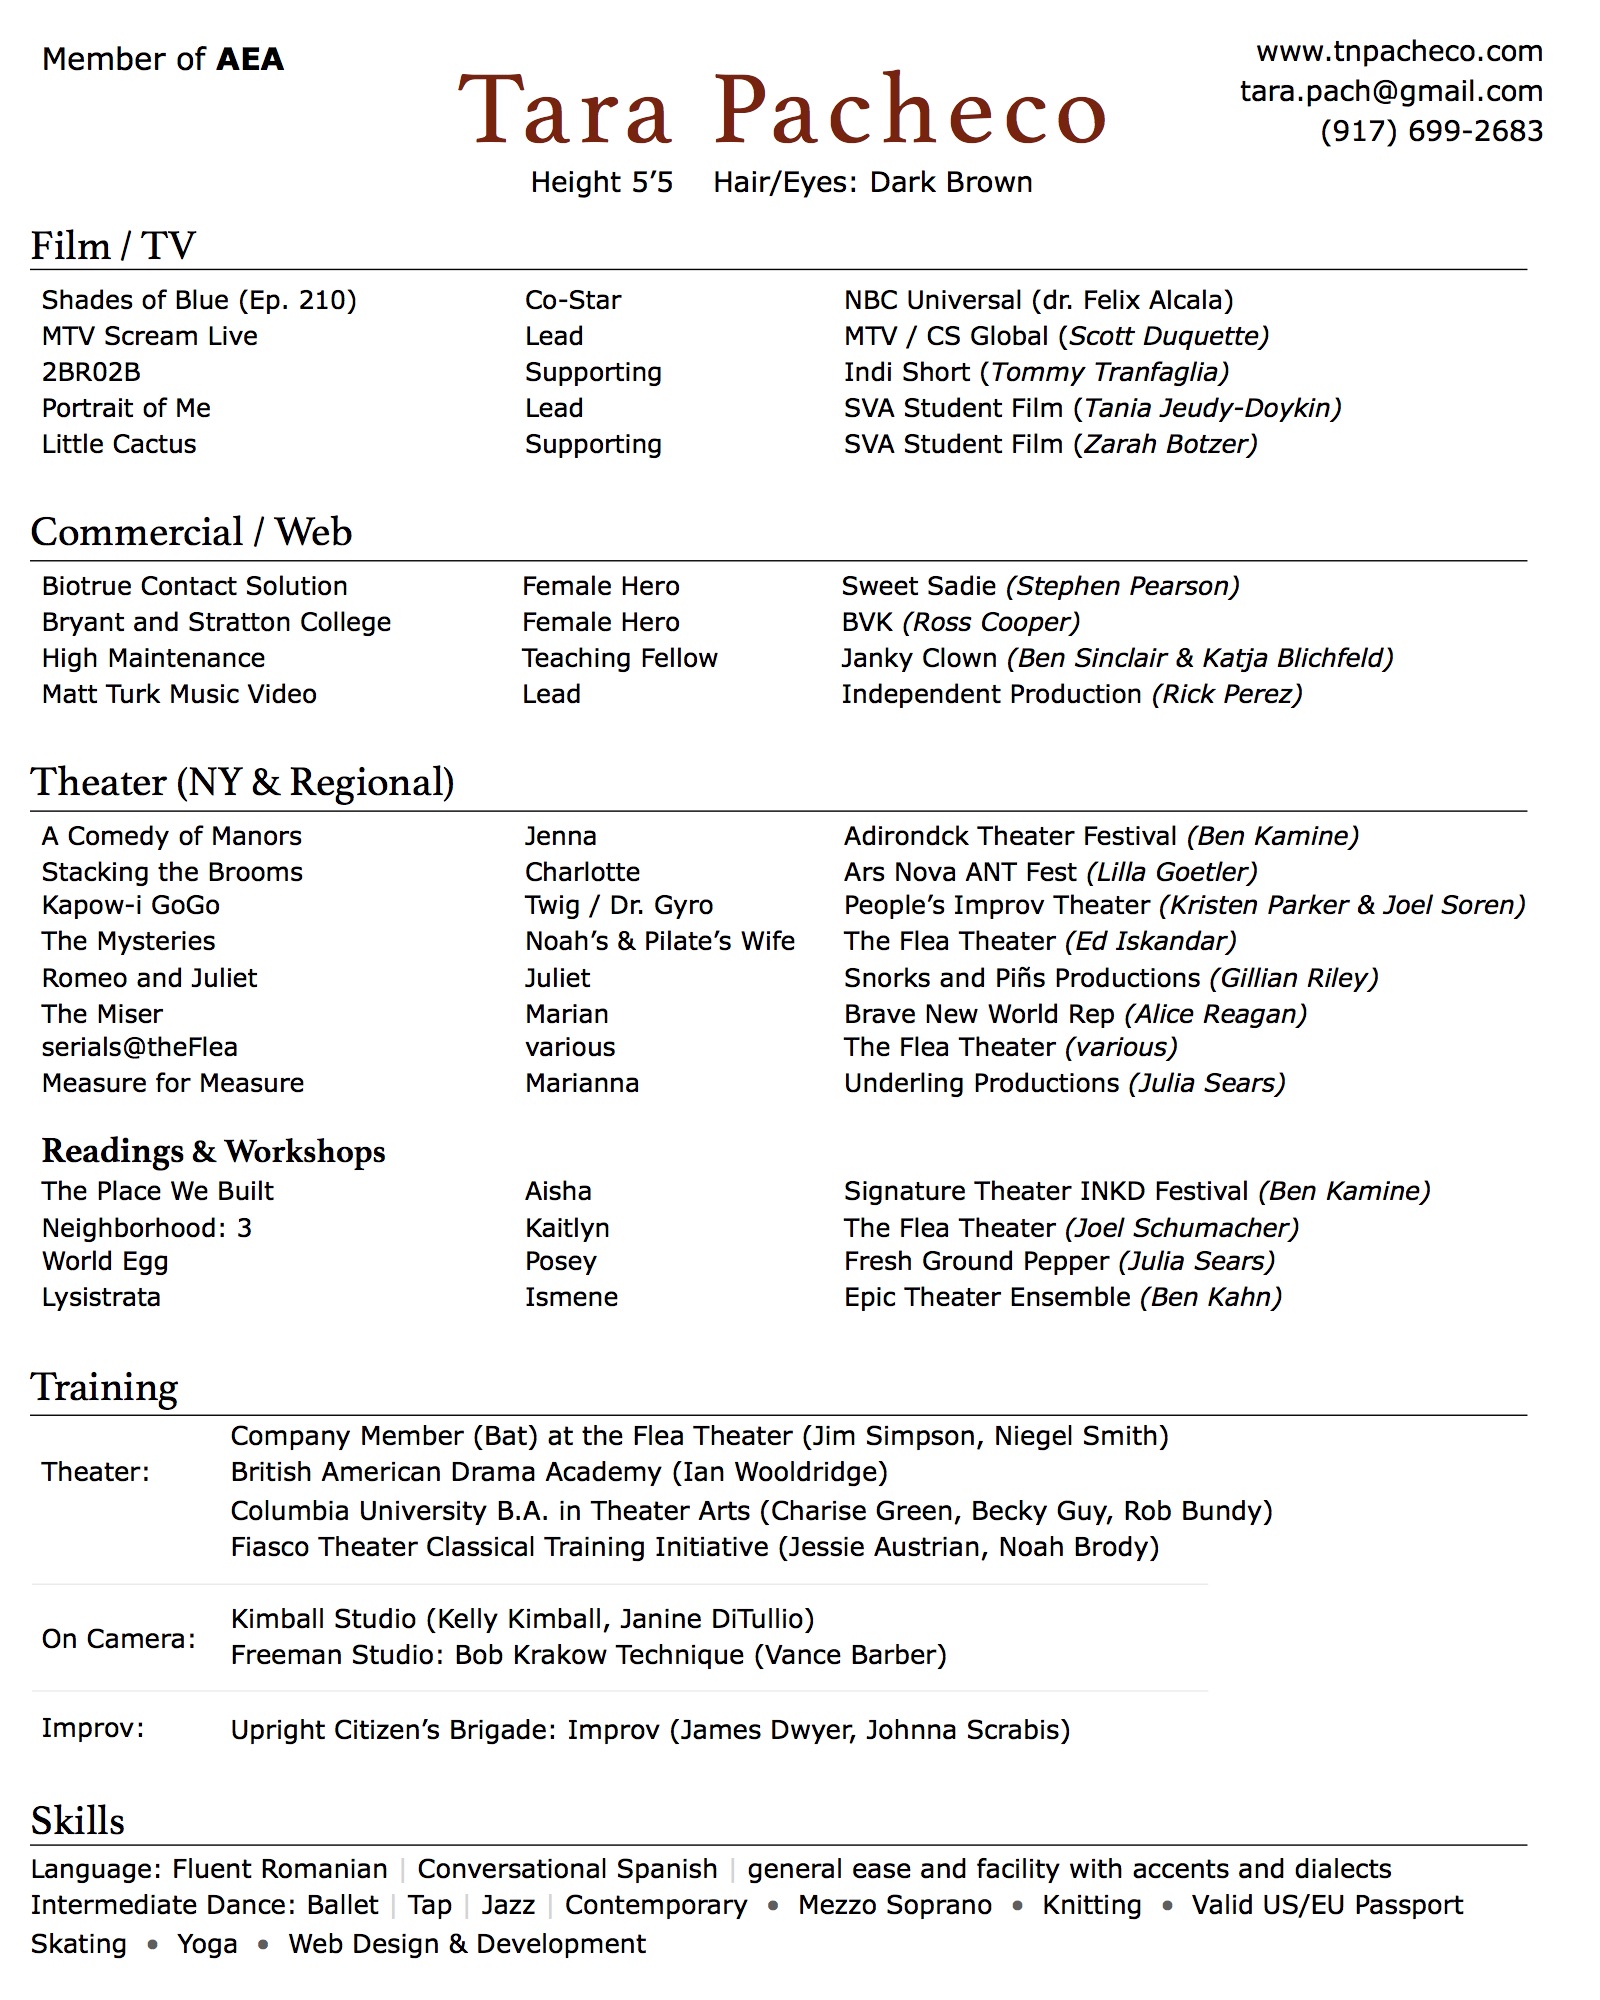 Member of AEA
www.tnpacheco.com
tara.pach@gmail.com
(917) 699-2683
Tara Pacheco
Height 5’5 Hair/Eyes: Dark Brown
Film / TV
Shades of Blue (Ep. 210) Co-Star NBC Universal (dr. Felix Alcala)
MTV Scream Live Lead MTV / CS Global (Scott Duquette)
2BR02B Supporting Indi Short (Tommy Tranfaglia)
Portrait of Me Lead SVA Student Film (Tania Jeudy-Doykin)
Little Cactus Supporting SVA Student Film (Zarah Botzer)
Commercial / Web
Biotrue Contact Solution Female Hero Sweet Sadie (Stephen Pearson)
Bryant and Stratton College Female Hero BVK (Ross Cooper)
High Maintenance Teaching Fellow Janky Clown (Ben Sinclair & Katja Blichfeld)
Matt Turk Music Video Lead Independent Production (Rick Perez)
Theater (NY & Regional)
A Comedy of Manors Jenna Adirondck Theater Festival (Ben Kamine)
Stacking the Brooms Charlotte Ars Nova ANT Fest (Lilla Goetler)
Kapow-i GoGo Twig / Dr. Gyro People’s Improv Theater (Kristen Parker & Joel Soren)
The Mysteries Noah’s & Pilate’s Wife The Flea Theater (Ed Iskandar)
Romeo and Juliet Juliet Snorks and Piñs Productions (Gillian Riley)
The Miser Marian Brave New World Rep (Alice Reagan)
serials@theFlea various The Flea Theater (various)
Measure for Measure Marianna Underling Productions (Julia Sears)
Readings & Workshops
The Place We Built Aisha Signature Theater INKD Festival (Ben Kamine)
Neighborhood: 3 Kaitlyn The Flea Theater (Joel Schumacher)
World Egg Posey Fresh Ground Pepper (Julia Sears)
Lysistrata Ismene Epic Theater Ensemble (Ben Kahn)
Training
Company Member (Bat) at the Flea Theater (Jim Simpson, Niegel Smith)
Theater: British American Drama Academy (Ian Wooldridge)
Columbia University B.A. in Theater Arts (Charise Green, Becky Guy, Rob Bundy)
Fiasco Theater Classical Training Initiative (Jessie Austrian, Noah Brody)
On Camera: Kimball Studio (Kelly Kimball, Janine DiTullio)
Freeman Studio: Bob Krakow Technique (Vance Barber)
Improv: Upright Citizen’s Brigade: Improv (James Dwyer, Johnna Scrabis)
Skills
Language: Fluent Romanian | Conversational Spanish | general ease and facility with accents and dialects
Intermediate Dance: Ballet | Tap | Jazz | Contemporary • Mezzo Soprano • Knitting • Valid US/EU Passport
Skating • Yoga • Web Design & Development